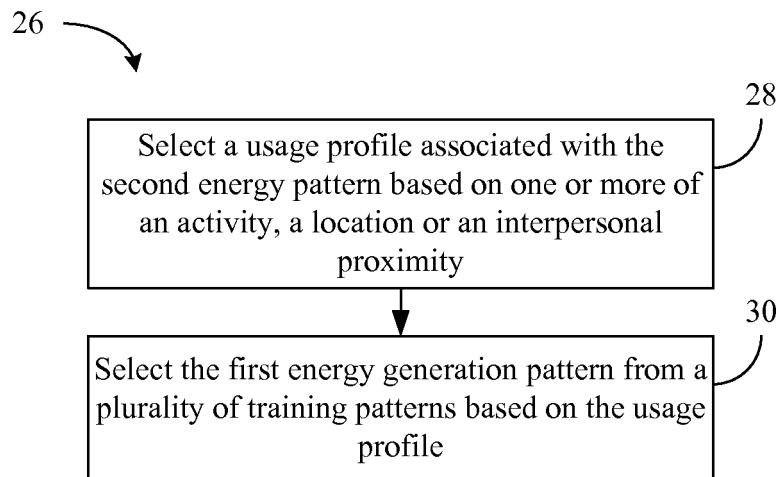 26
28
Select a usage profile associated with the
second energy pattern based on one or more of
an activity, a location or an interpersonal
proximity
30
Select the first energy generation pattern from a
plurality of training patterns based on the usage
profile